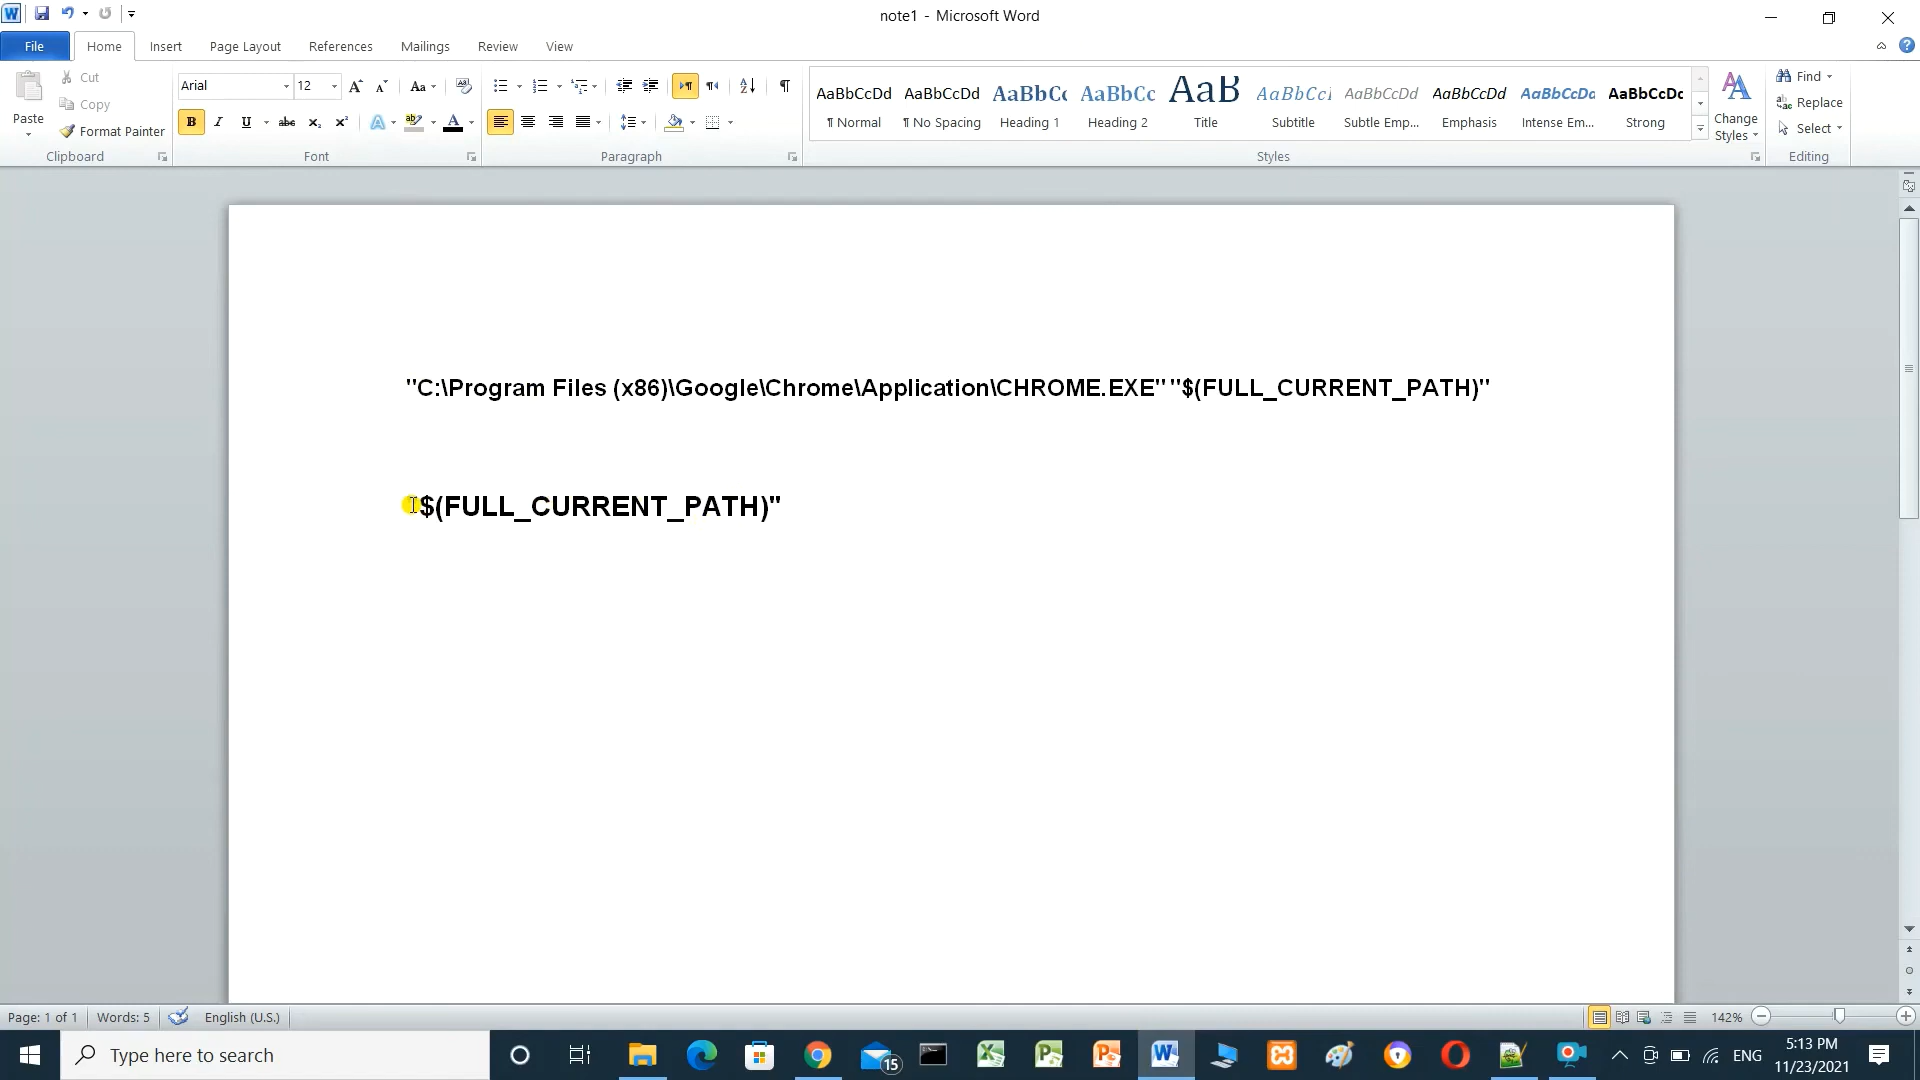 note1 - Microsoft Word
File Home Insert Page Layout References Mailings Review View
Cut
Copy
Format Painter
Paste
Clipboard
Arial 12
Font
Paragraph
AaBbCcDd AaBbCcDd AaBbCc AaBbCc AaB AaBbCcl AaBbCcDd AaBbCcDd AaBbCcDd AaBbCcDc
¶ Normal ¶ No Spacing Heading 1 Heading 2 Title Subtitle Subtle Emp... Emphasis Intense Em... Strong
Styles
Change Styles
Find
Replace
Select
Editing
"C:\Program Files (x86)\Google\Chrome\Application\CHROME.EXE" "$(FULL_CURRENT_PATH)"
$(FULL_CURRENT_PATH)"
Page: 1 of 1 Words: 5 English (U.S.) 142%
Type here to search
15
ENG
5:13 PM
11/23/2021